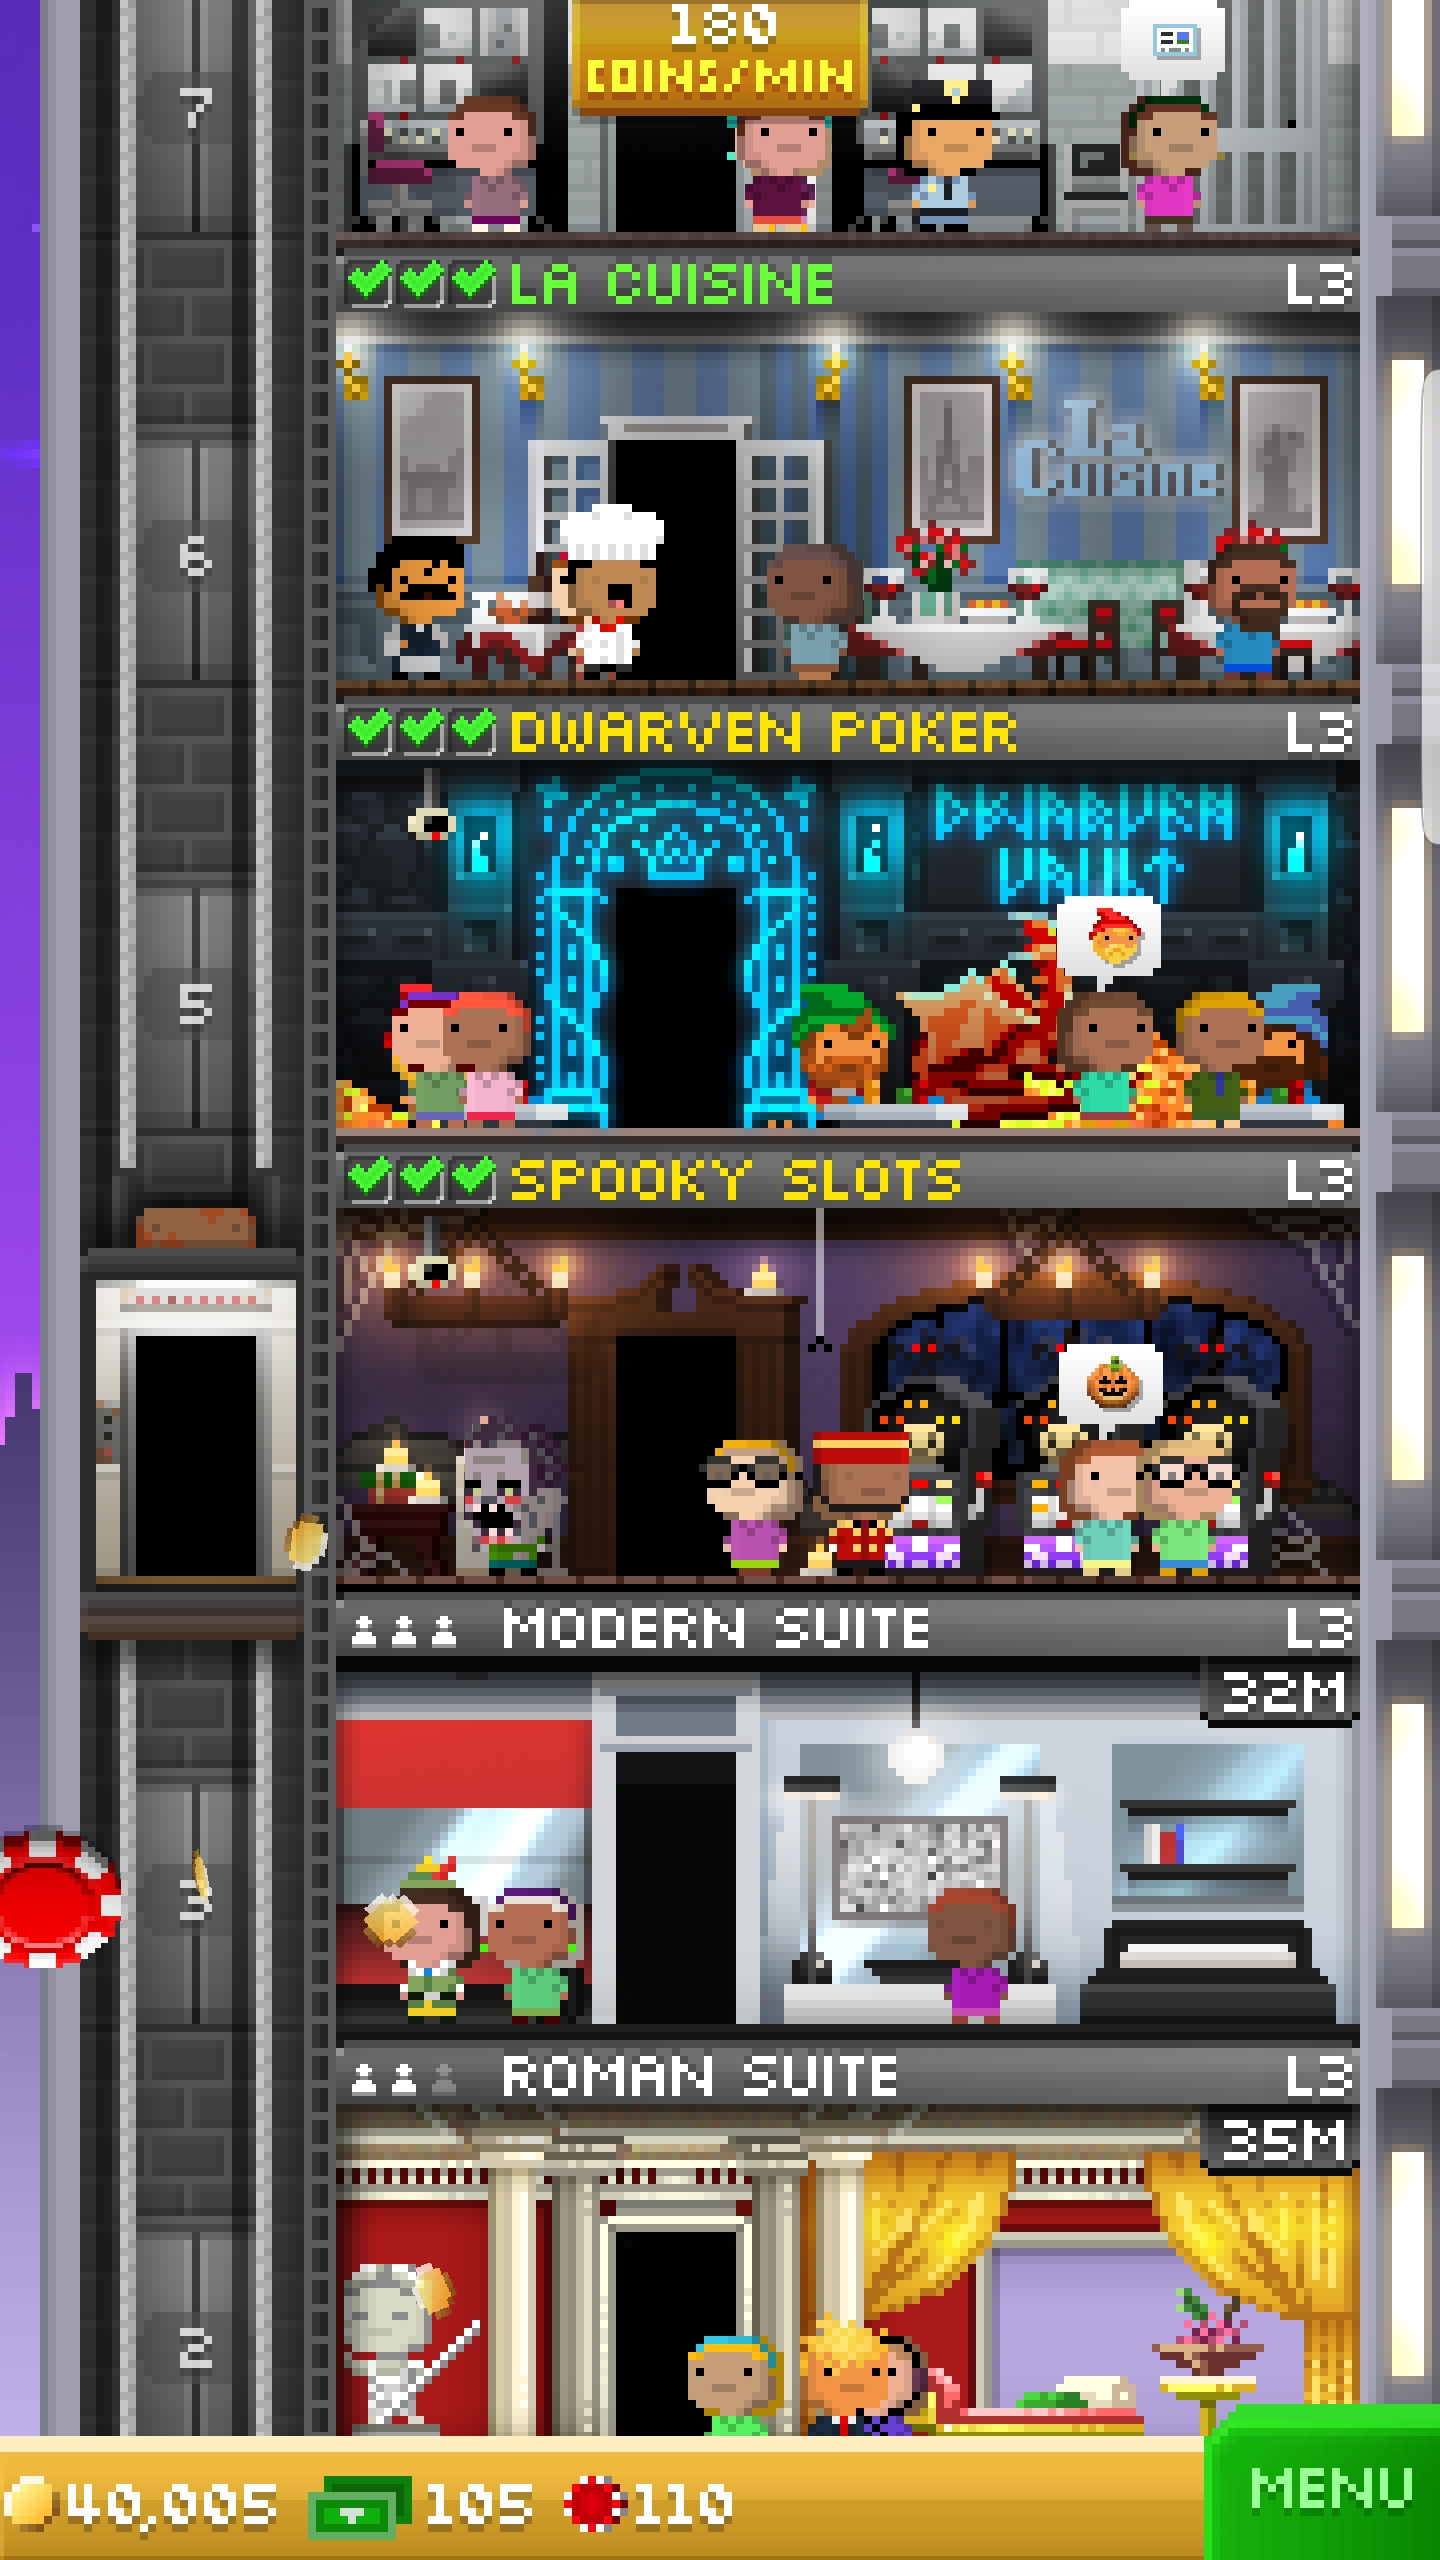 180
COINS/MIN
7
LA CUISINE L3
La
Cuisine
6
DWARVEN POKER L3
DWARVEN
VAULT
5
SPOOKY SLOTS L3
MODERN SUITE L3
32M
3
ROMAN SUITE L3
35M
2
40,005 105 110
MENU